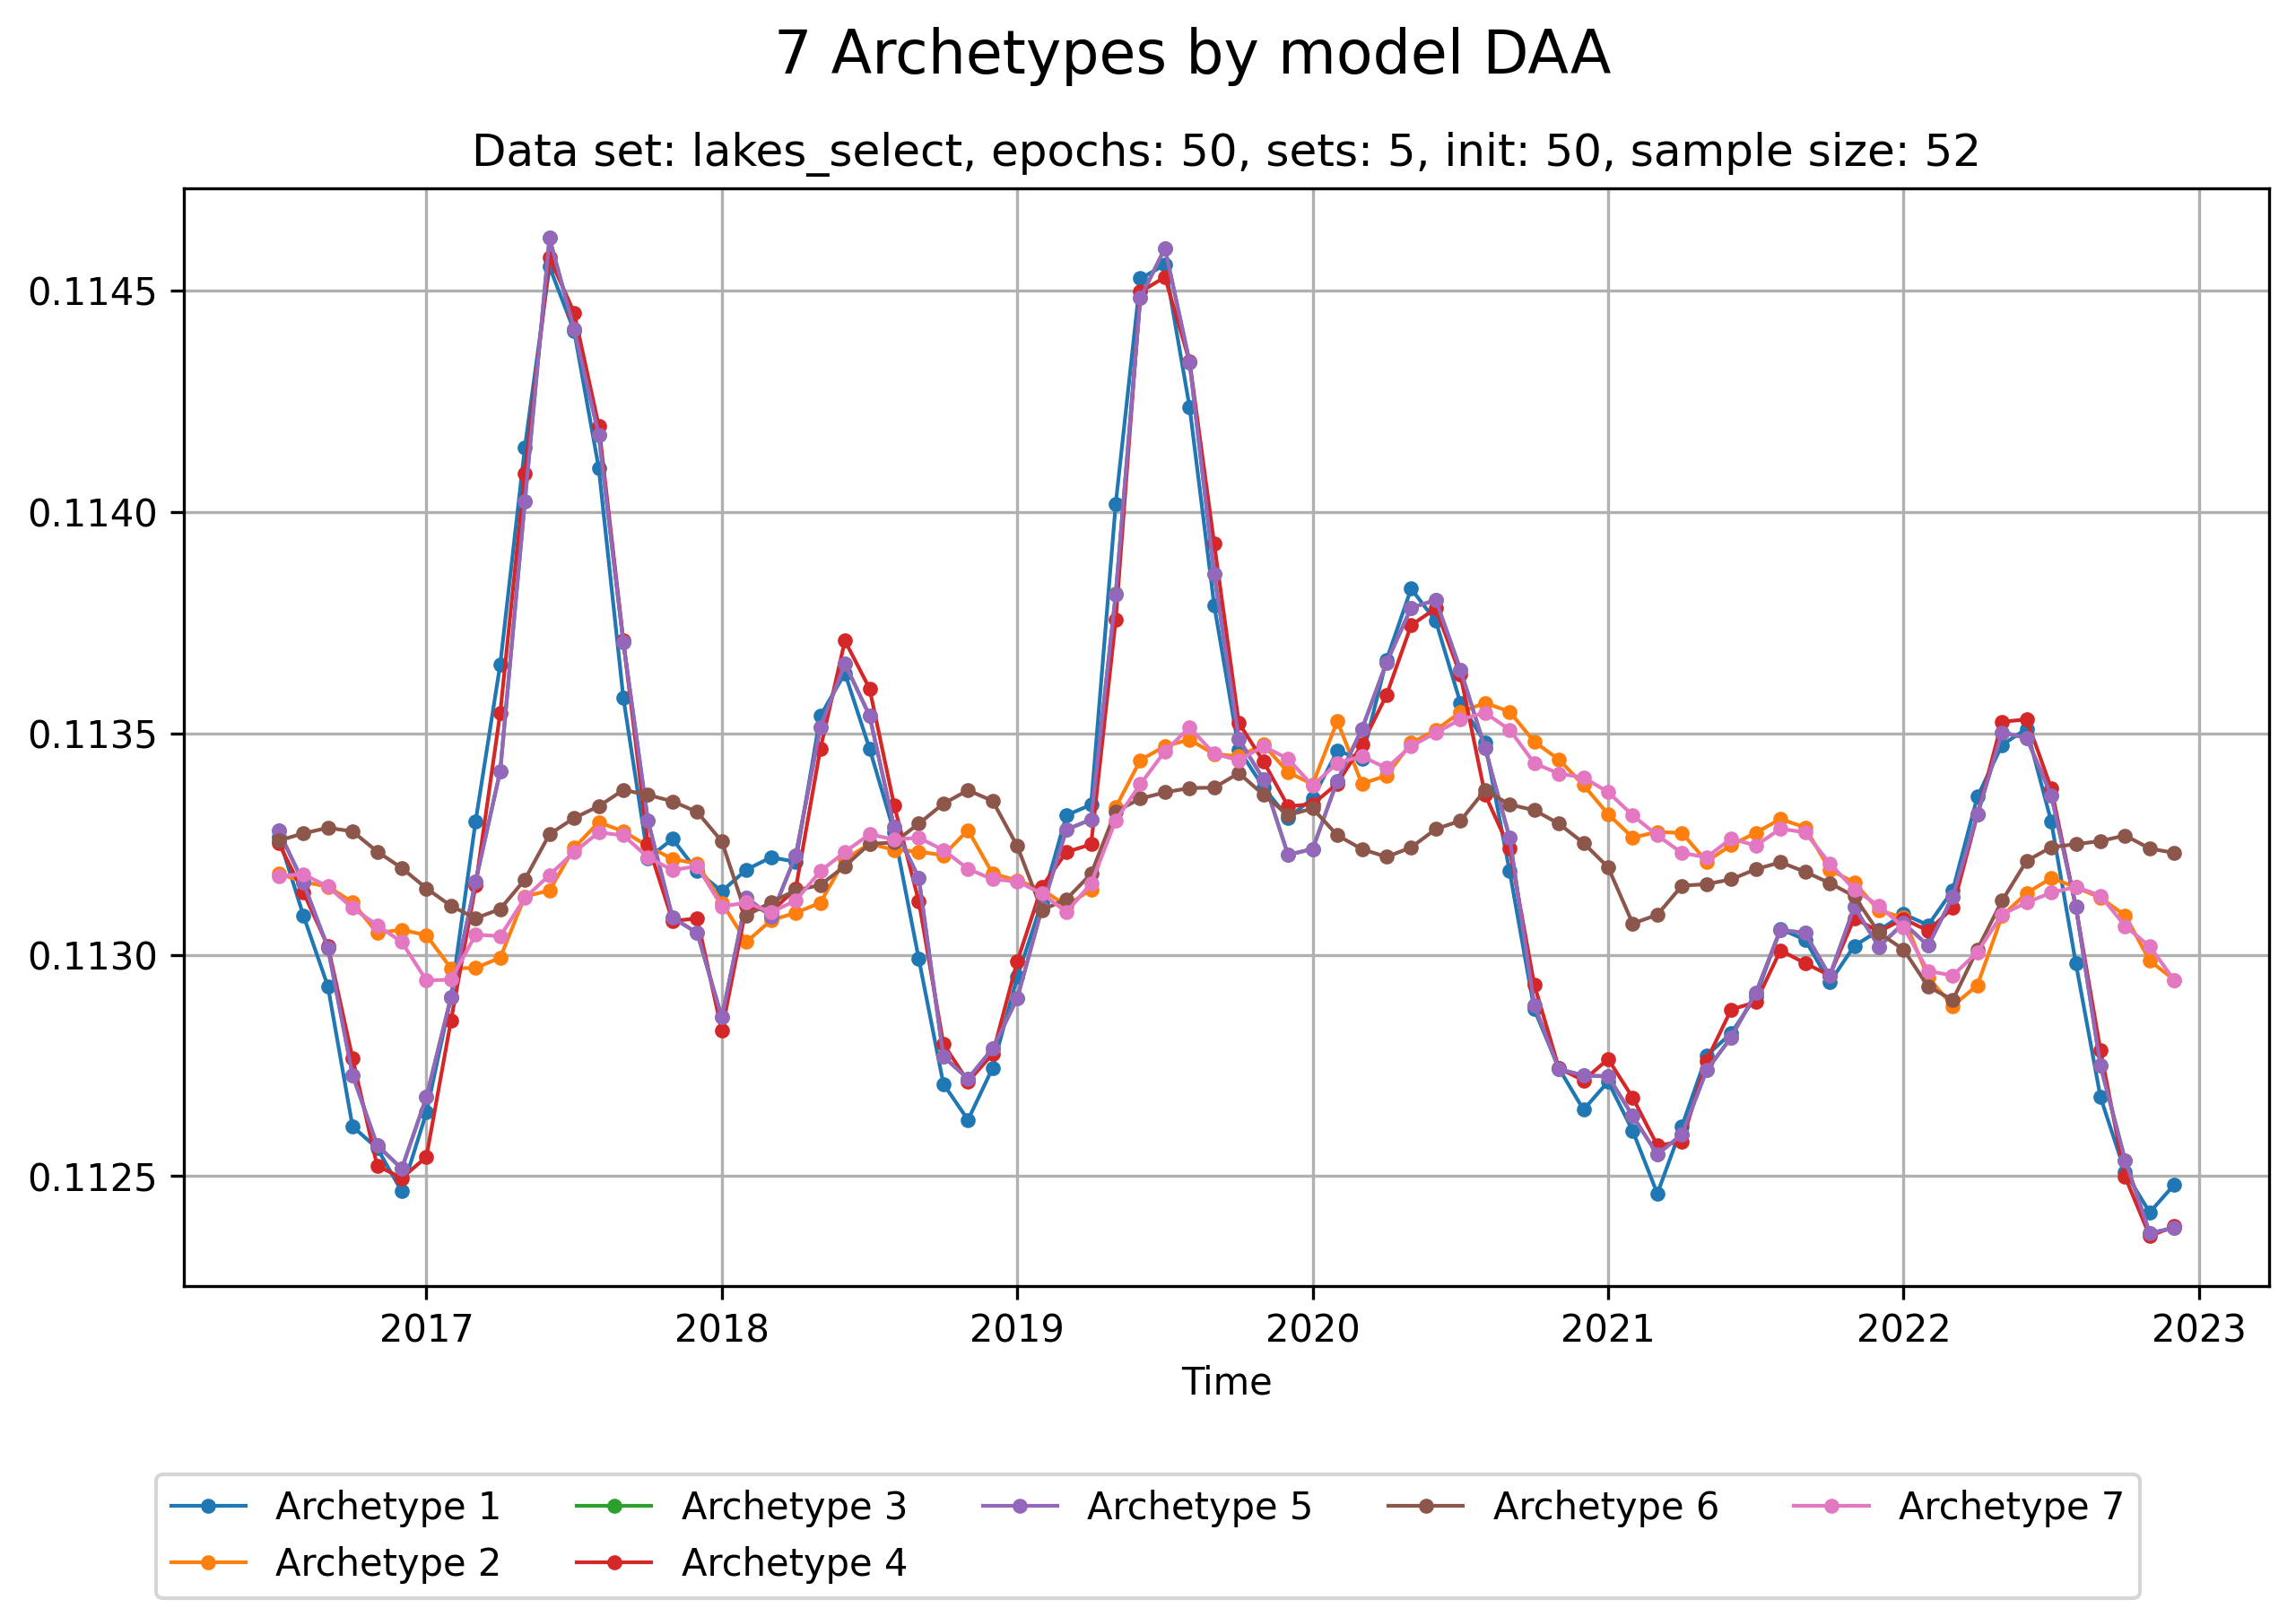 7 Archetypes by model DAA
Data set: lakes_select, epochs: 50, sets: 5, init: 50, sample size: 52
0.1145
0.1140
0.1135
0.1130
0.1125
2017 2018 2019 2020 2021 2022 2023
Time
Archetype 1 Archetype 3 Archetype 5 Archetype 6 Archetype 7
Archetype 2 Archetype 4